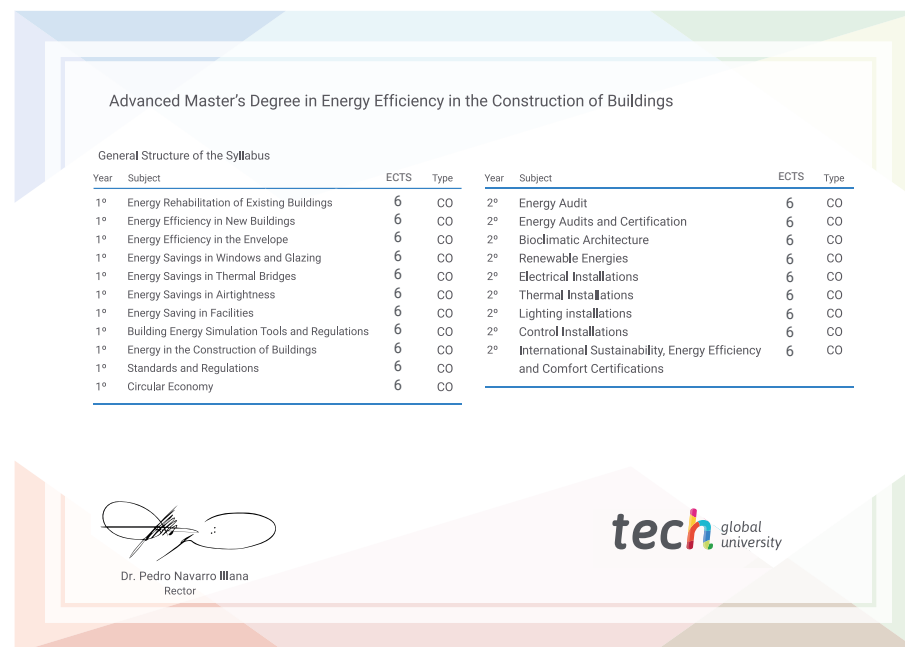 Advanced Master's Degree in Energy Efficiency in the Construction of Buildings
General Structure of the Syllabus
Year Subject ECTS Type
1º Energy Rehabilitation of Existing Buildings 6 CO
1º Energy Efficiency in New Buildings 6 CO
1º Energy Efficiency in the Envelope 6 CO
1º Energy Savings in Windows and Glazing 6 CO
1º Energy Savings in Thermal Bridges 6 CO
1º Energy Savings in Airtightness 6 CO
1º Energy Saving in Facilities 6 CO
1º Building Energy Simulation Tools and Regulations 6 CO
1º Energy in the Construction of Buildings 6 CO
1º Standards and Regulations 6 CO
1º Circular Economy 6 CO
Year Subject ECTS Type
2º Energy Audit 6 CO
2º Energy Audits and Certification 6 CO
2º Bioclimatic Architecture 6 CO
2º Renewable Energies 6 CO
2º Electrical Installations 6 CO
2º Thermal Installations 6 CO
2º Lighting installations 6 CO
2º Control Installations 6 CO
2º International Sustainability, Energy Efficiency 6 CO
and Comfort Certifications
Dr. Pedro Navarro Illana
Rector
tech global
university